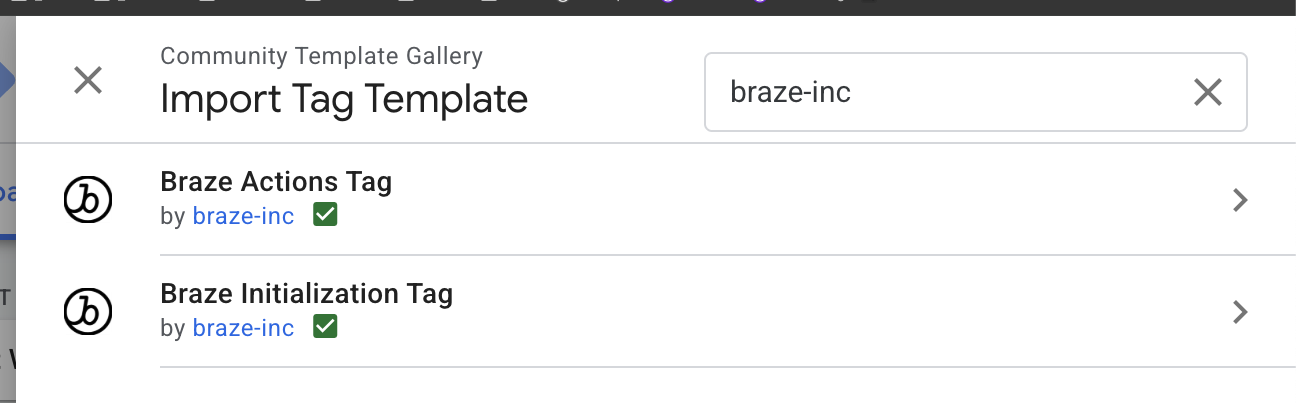 Community Template Gallery
Import Tag Template
braze-inc
Braze Actions Tag
by braze-inc
Braze Initialization Tag
by braze-inc